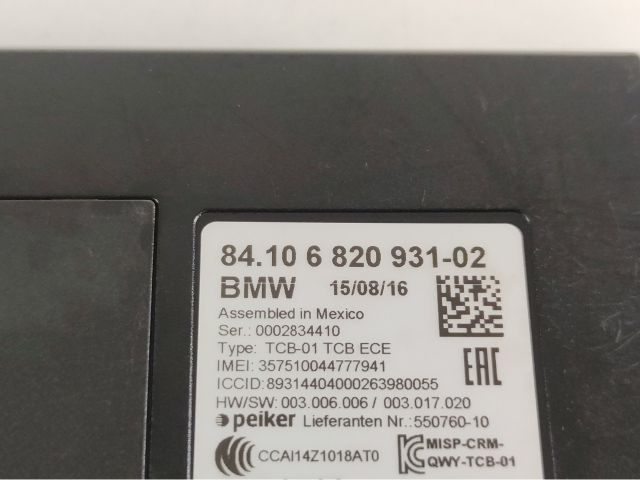 84.10 6 820 931-02
BMW 15/08/16
Assembled in Mexico
Ser.: 0002834410
Type: TCB-01 TCB ECE
IMEI: 357510044777941
ICCID:89314404000263980055
HW/SW: 003.006.006 / 003.017.020
peiker Lieferanten Nr.:550760-10
EAC
CCAI14Z1018AT0
MISP-CRM-
QWY-TCB-01